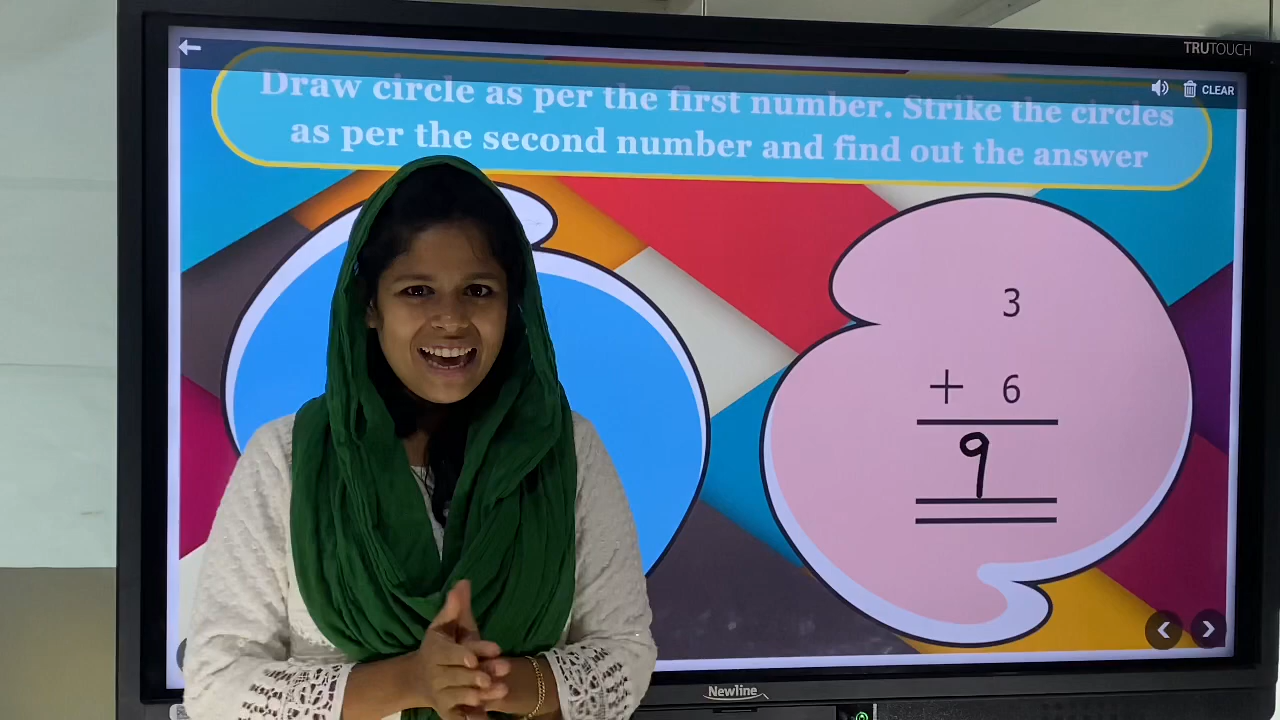 TRUTOUCH
CLEAR
Draw circle as per the first number. Strike the circles
as per the second number and find out the answer
3
+ 6
9
Newline